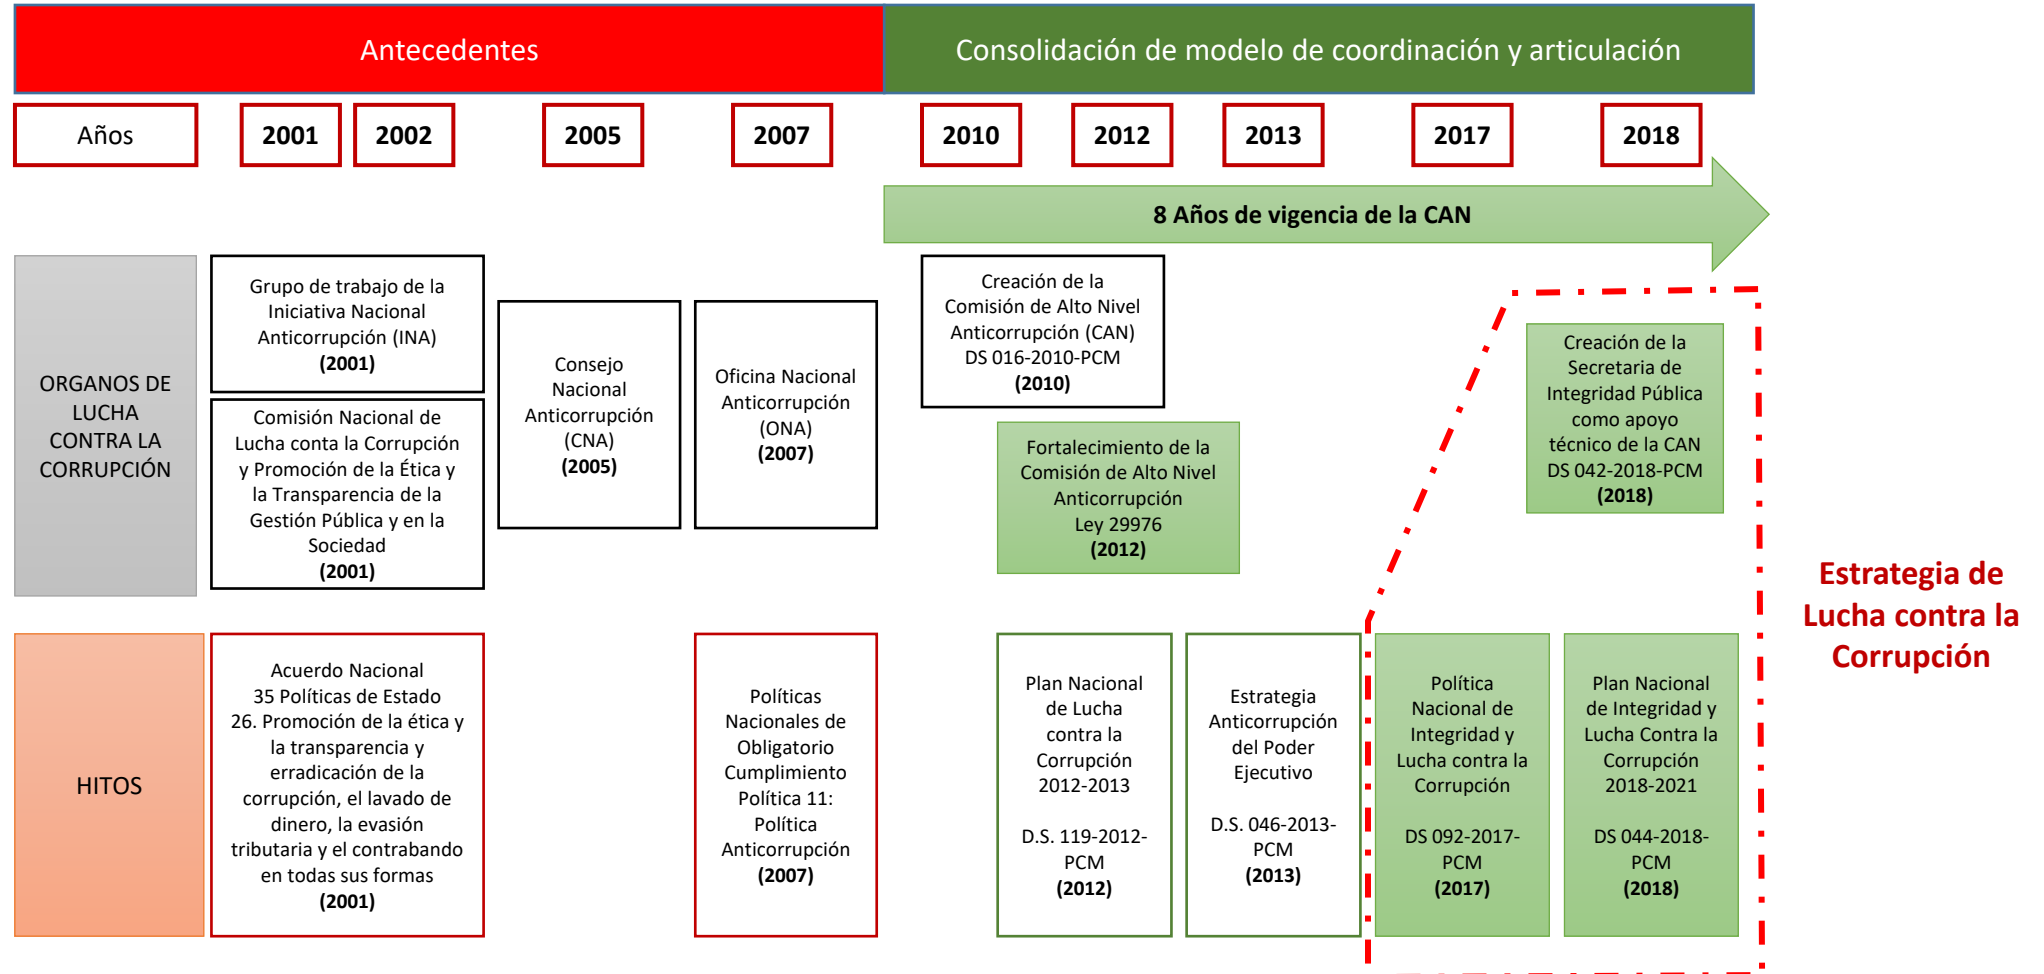 Antecedentes
Consolidación de modelo de coordinación y articulación
Años
2001
2002
2005
2007
2010
2012
2013
2017
2018
8 Años de vigencia de la CAN
ORGANOS DE
LUCHA
CONTRA LA
CORRUPCIÓN
Grupo de trabajo de la
Iniciativa Nacional
Anticorrupción (INA)
(2001)
Comisión Nacional de
Lucha conta la Corrupción
y Promoción de la Ética y
la Transparencia de la
Gestión Pública y en la
Sociedad
(2001)
Consejo
Nacional
Anticorrupción
(CNA)
(2005)
Oficina Nacional
Anticorrupción
(ONA)
(2007)
Creación de la
Comisión de Alto Nivel
Anticorrupción (CAN)
DS 016-2010-PCM
(2010)
Fortalecimiento de la
Comisión de Alto Nivel
Anticorrupción
Ley 29976
(2012)
Creación de la
Secretaria de
Integridad Pública
como apoyo
técnico de la CAN
DS 042-2018-PCM
(2018)
Estrategia de
Lucha contra la
Corrupción
HITOS
Acuerdo Nacional
35 Políticas de Estado
26. Promoción de la ética y
la transparencia y
erradicación de la
corrupción, el lavado de
dinero, la evasión
tributaria y el contrabando
en todas sus formas
(2001)
Políticas
Nacionales de
Obligatorio
Cumplimiento
Política 11:
Política
Anticorrupción
(2007)
Plan Nacional
de Lucha
contra la
Corrupción
2012-2013
D.S. 119-2012-
PCM
(2012)
Estrategia
Anticorrupción
del Poder
Ejecutivo
D.S. 046-2013-
PCM
(2013)
Política
Nacional de
Integridad y
Lucha contra la
Corrupción
DS 092-2017-
PCM
(2017)
Plan Nacional
de Integridad y
Lucha Contra la
Corrupción
2018-2021
DS 044-2018-
PCM
(2018)